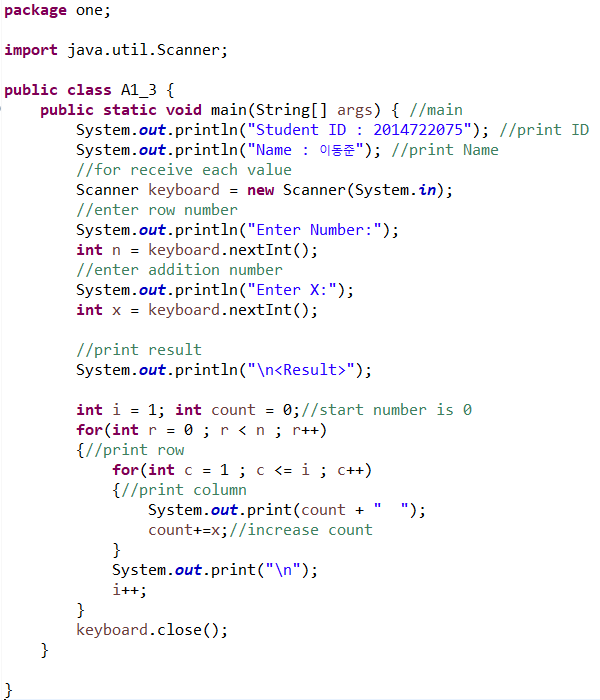 package one;
import java.util.Scanner;
public class A1_3 {
public static void main(String[] args) { //main
System.out.println("Student ID : 2014722075"); //print ID
System.out.println("Name : 이동준"); //print Name
//for receive each value
Scanner keyboard = new Scanner(System.in);
//enter row number
System.out.println("Enter Number:");
int n = keyboard.nextInt();
//enter addition number
System.out.println("Enter X:");
int x = keyboard.nextInt();
//print result
System.out.println("\n<Result>");
int i = 1; int count = 0;//start number is 0
for(int r = 0 ; r < n ; r++)
{//print row
for(int c = 1 ; c <= i ; c++)
{//print column
System.out.print(count + "  ");
count+=x;//increase count
}
System.out.print("\n");
i++;
}
keyboard.close();
}
}